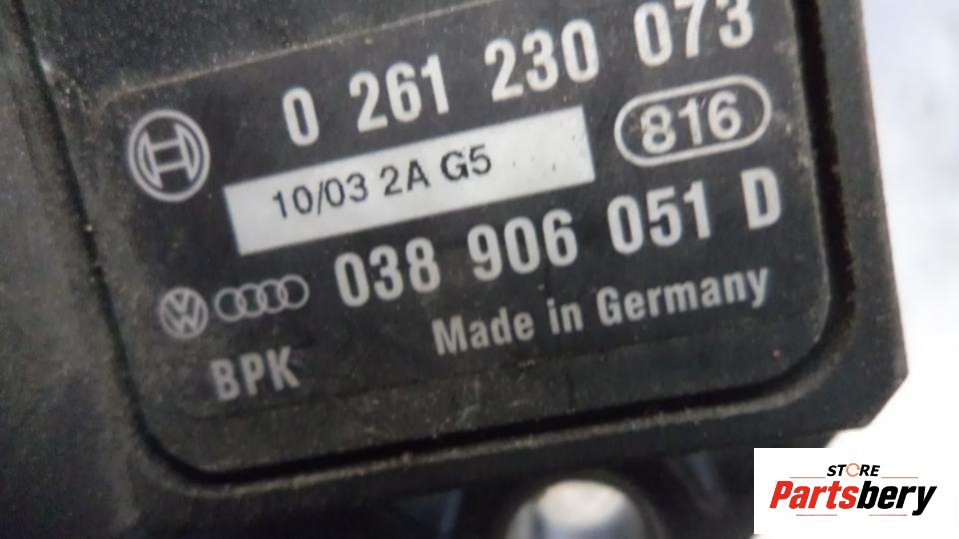 0 261 230 073
10/03 2A G5
816
038 906 051 D
Made in Germany
BPK
STORE
Partsbery